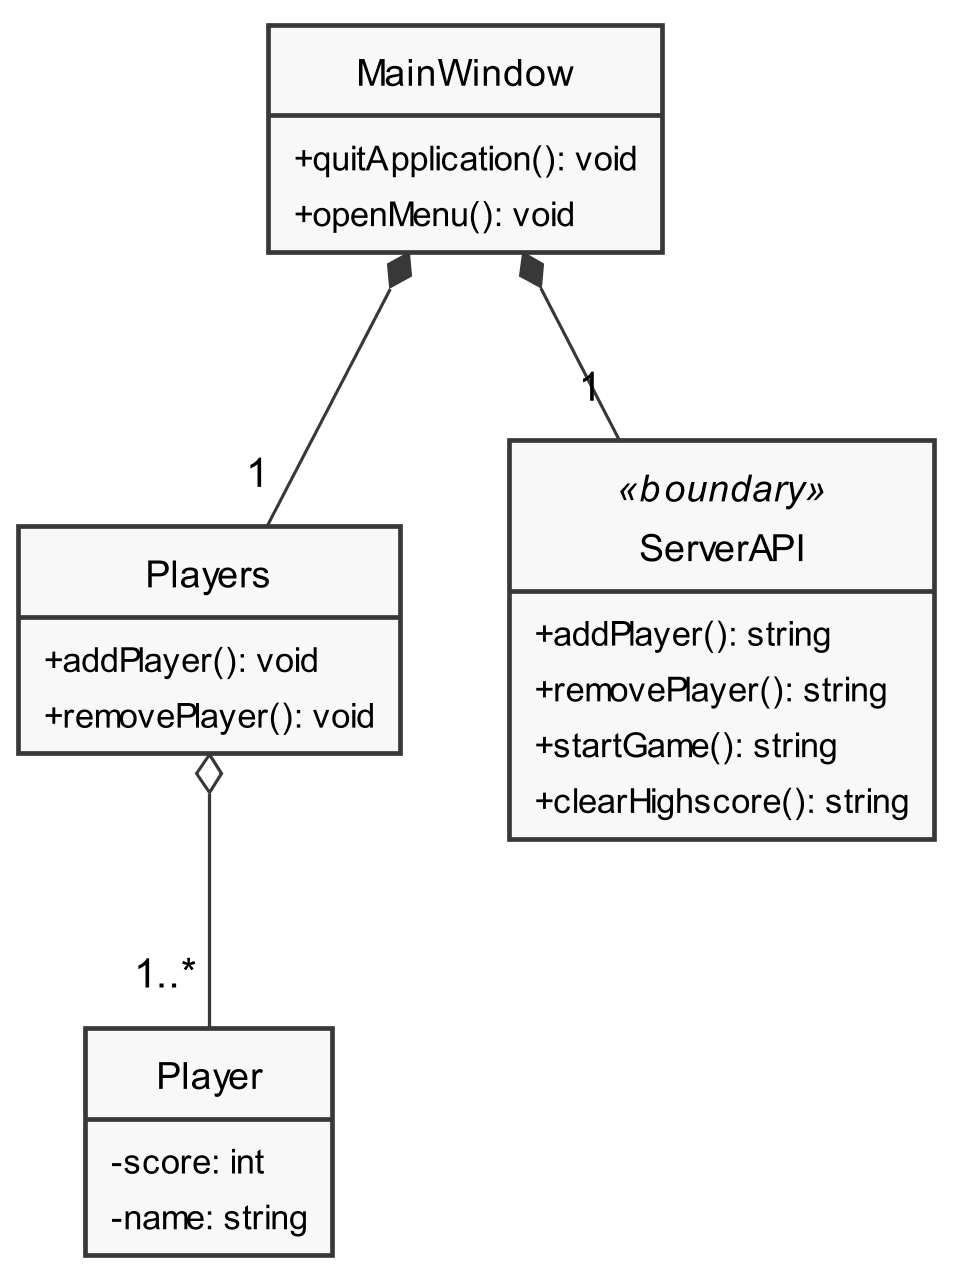 MainWindow
+quitApplication(): void
+openMenu(): void
1
1
«boundary»
ServerAPI
+addPlayer(): string
+removePlayer(): string
+startGame(): string
+clearHighscore(): string
Players
+addPlayer(): void
+removePlayer(): void
1..*
Player
-score: int
-name: string